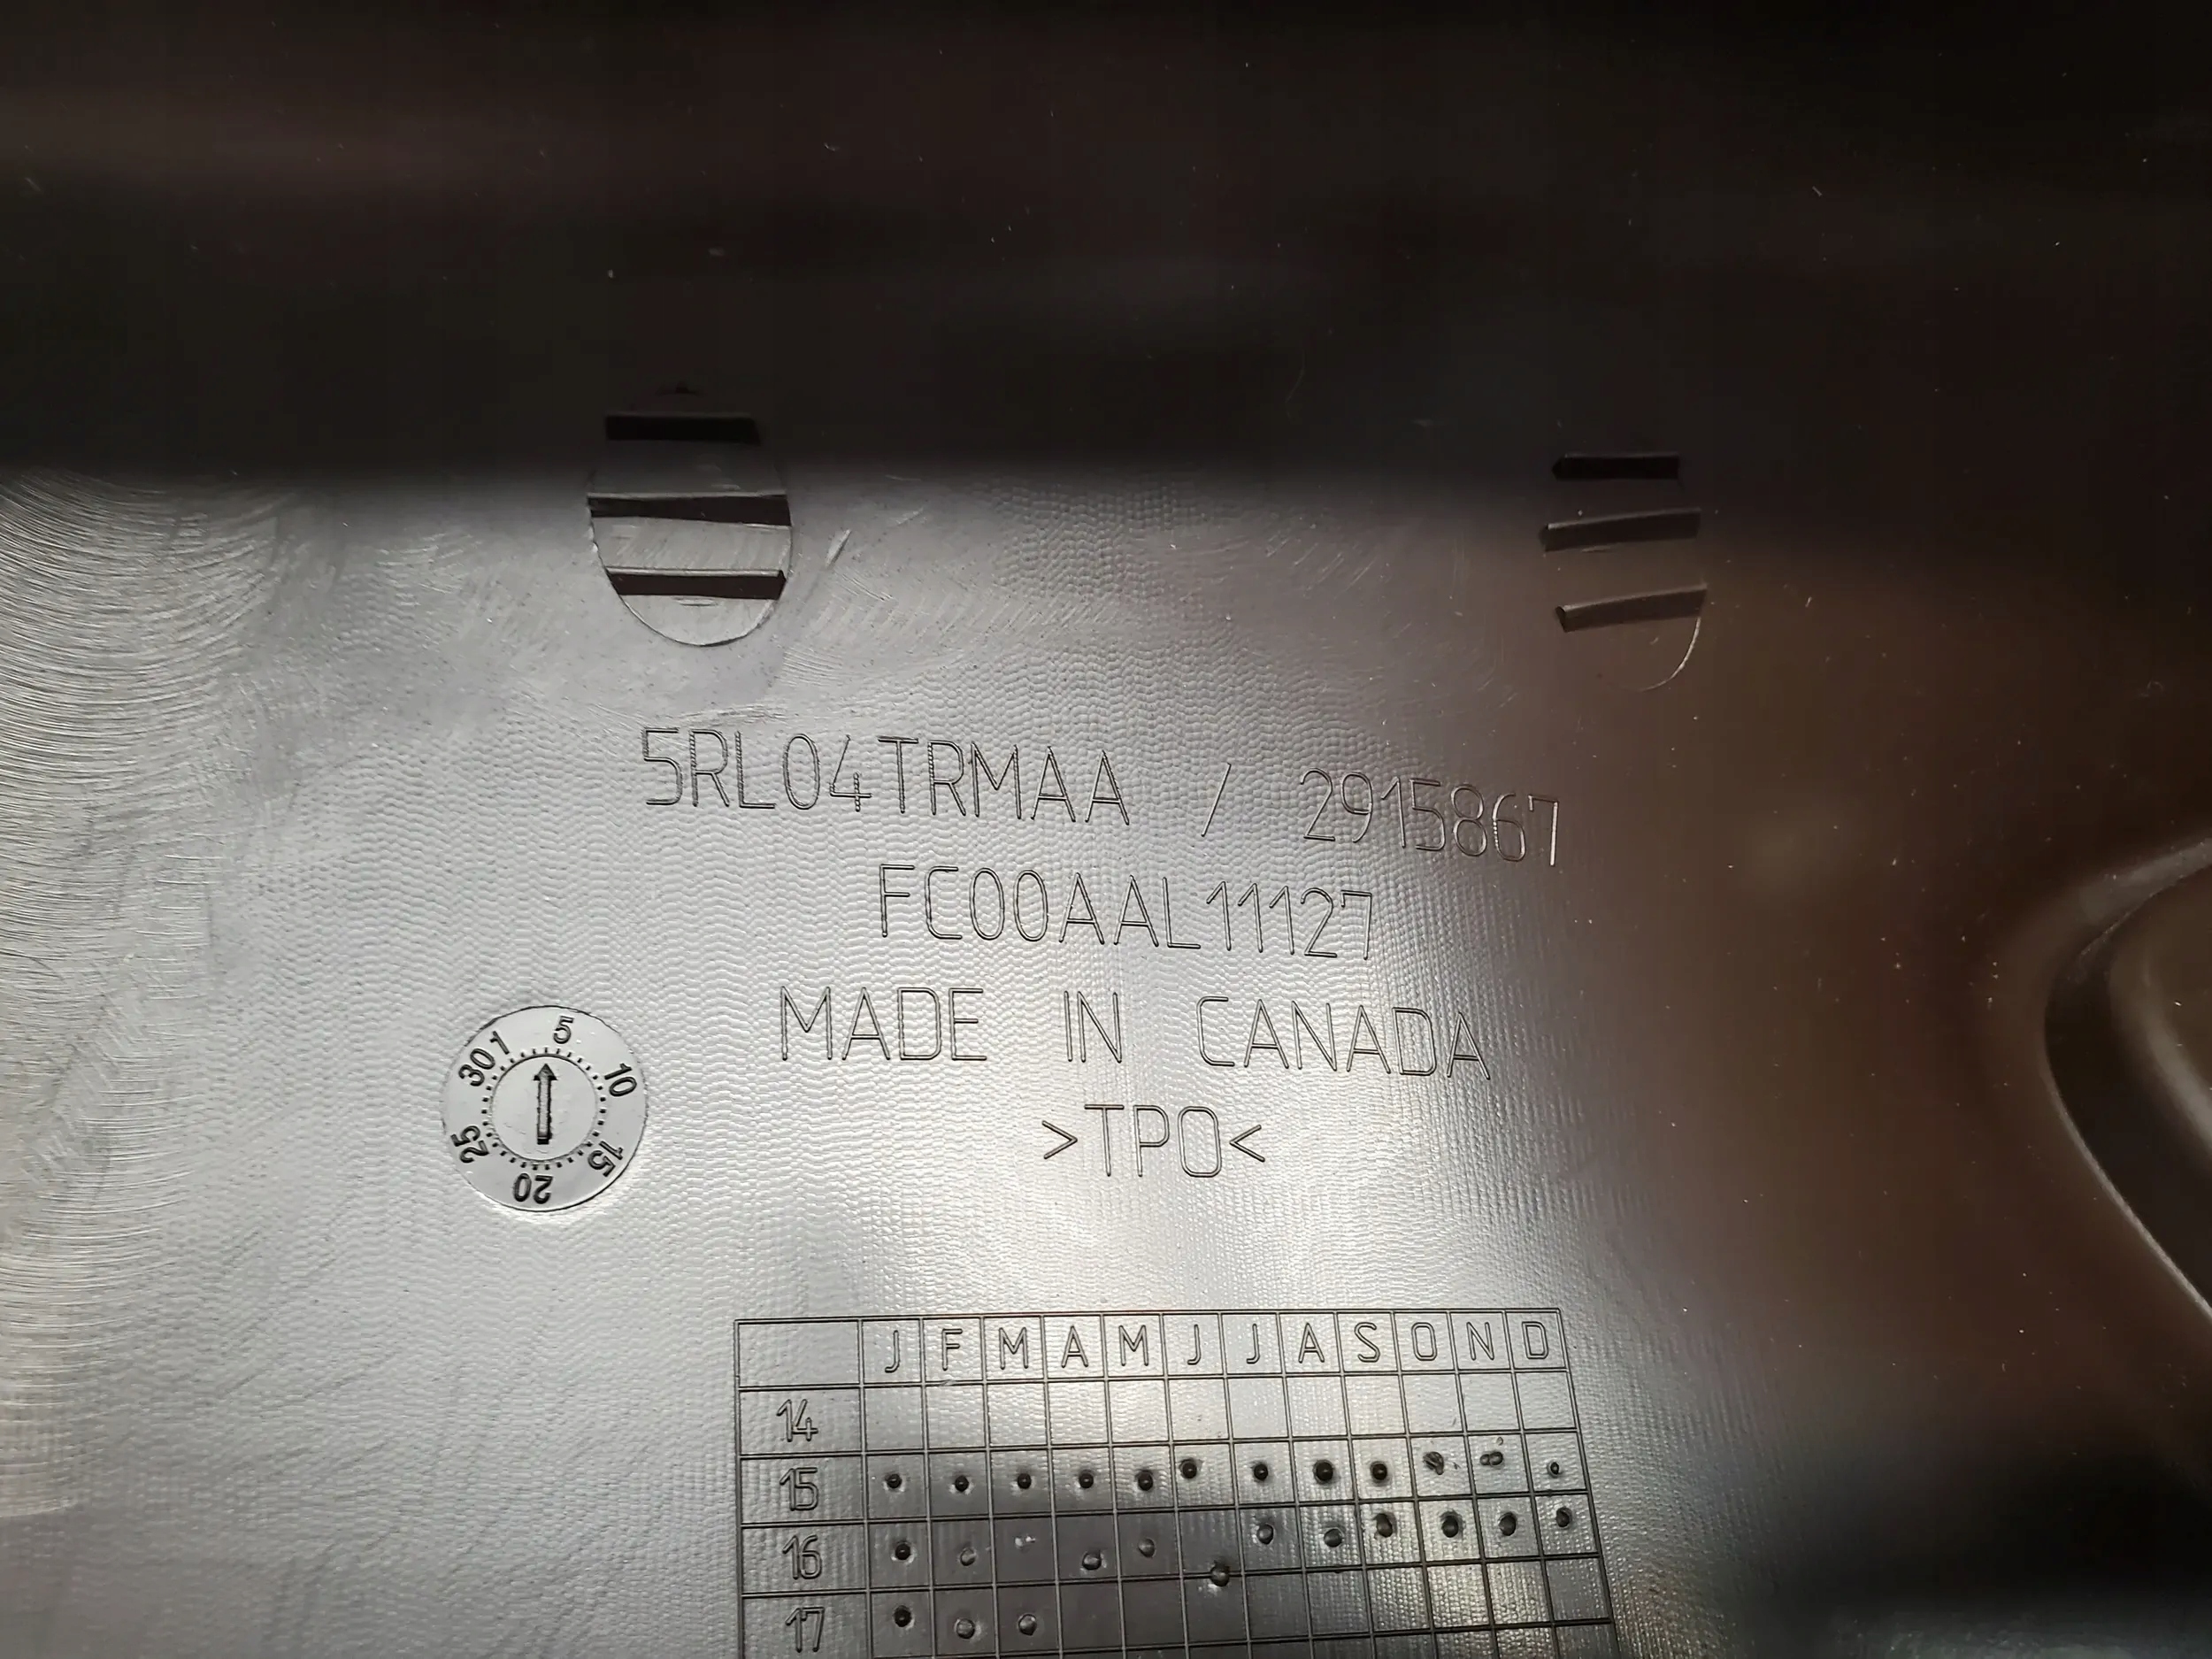 5RL04TRMAA / 2915867
FC00AAL11127
MADE IN CANADA
>TPO<
1 5 10 15 20 25 30
J F M A M J J A S O N D
14
15
16
17